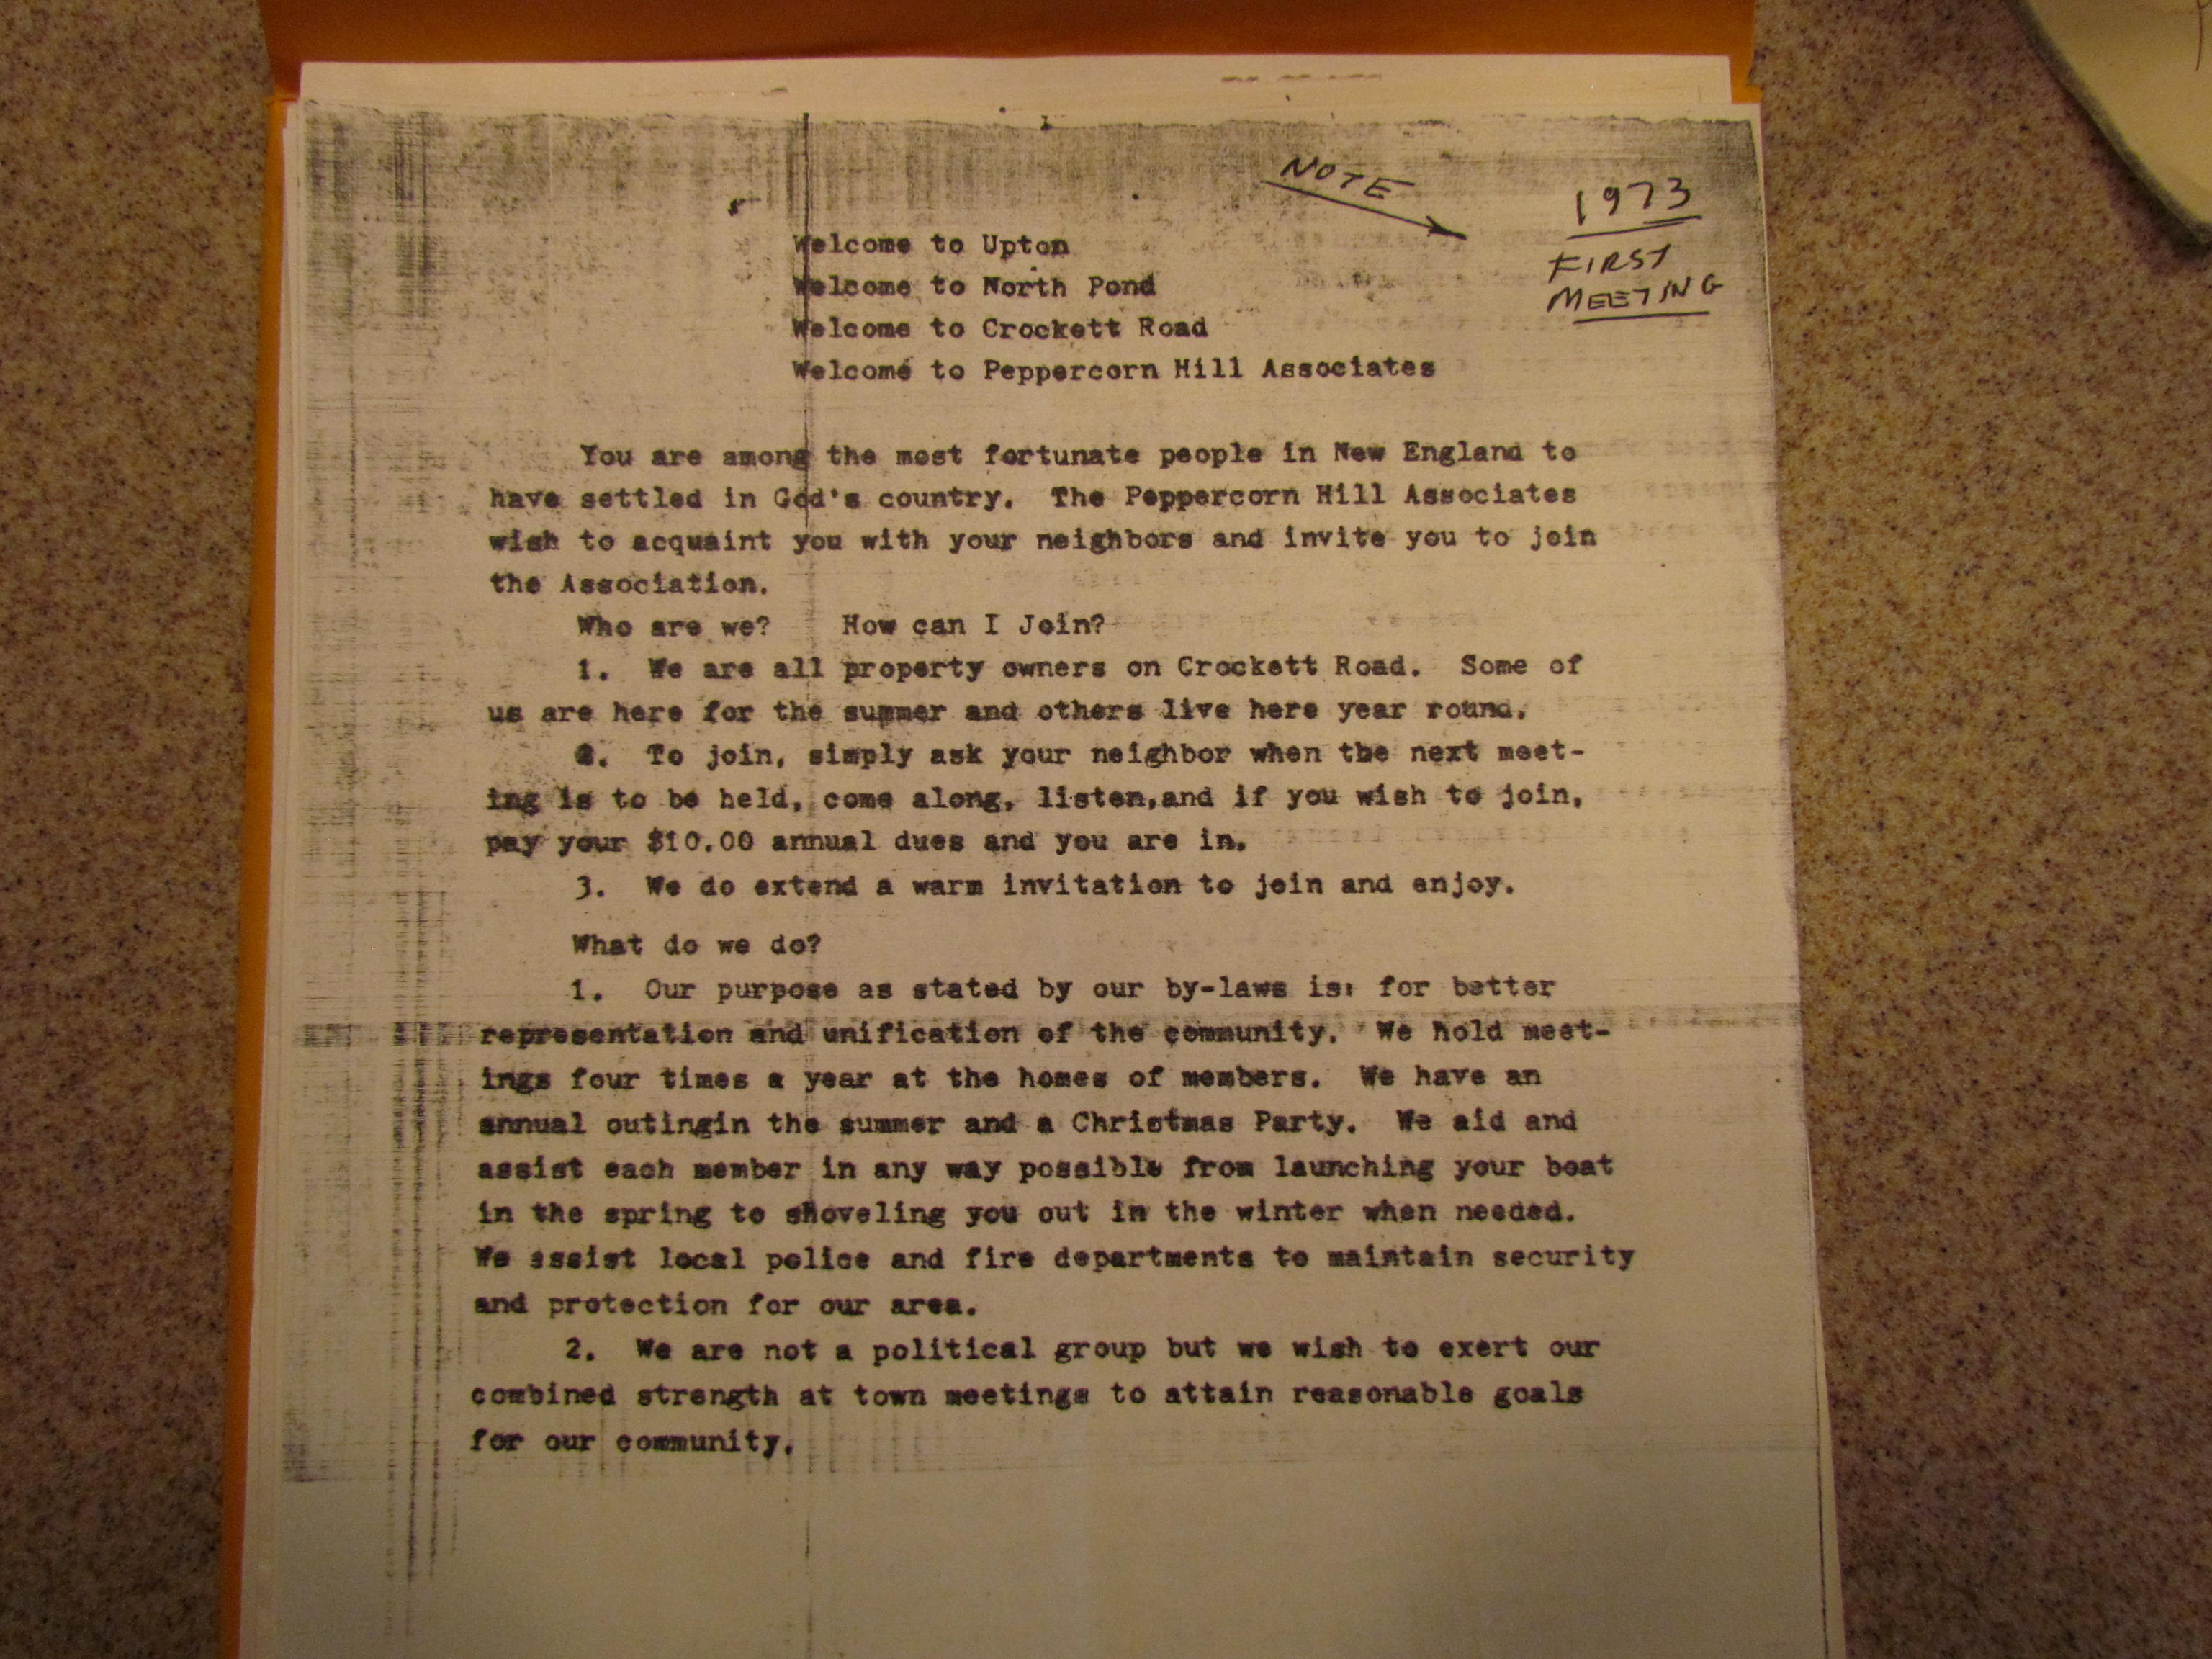 NOTE
1973
FIRST
MEETING
Welcome to Upton
Welcome to North Pond
Welcome to Crockett Road
Welcome to Peppercorn Hill Associates
You are among the most fortunate people in New England to
have settled in God's country. The Peppercorn Hill Associates
wish to acquaint you with your neighbors and invite you to join
the Association.
Who are we? How can I Join?
1. We are all property owners on Crockett Road. Some of
us are here for the summer and others live here year round.
2. To join, simply ask your neighbor when the next meet-
ing is to be held, come along, listen,and if you wish to join,
pay your $10.00 annual dues and you are in.
3. We do extend a warm invitation to join and enjoy.
What do we do?
1. Our purpose as stated by our by-laws is: for better
representation and unification of the community. We hold meet-
ings four times a year at the homes of members. We have an
annual outingin the summer and a Christmas Party. We aid and
assist each member in any way possible from launching your boat
in the spring to shoveling you out in the winter when needed.
We assist local police and fire departments to maintain security
and protection for our area.
2. We are not a political group but we wish to exert our
combined strength at town meetings to attain reasonable goals
for our community.